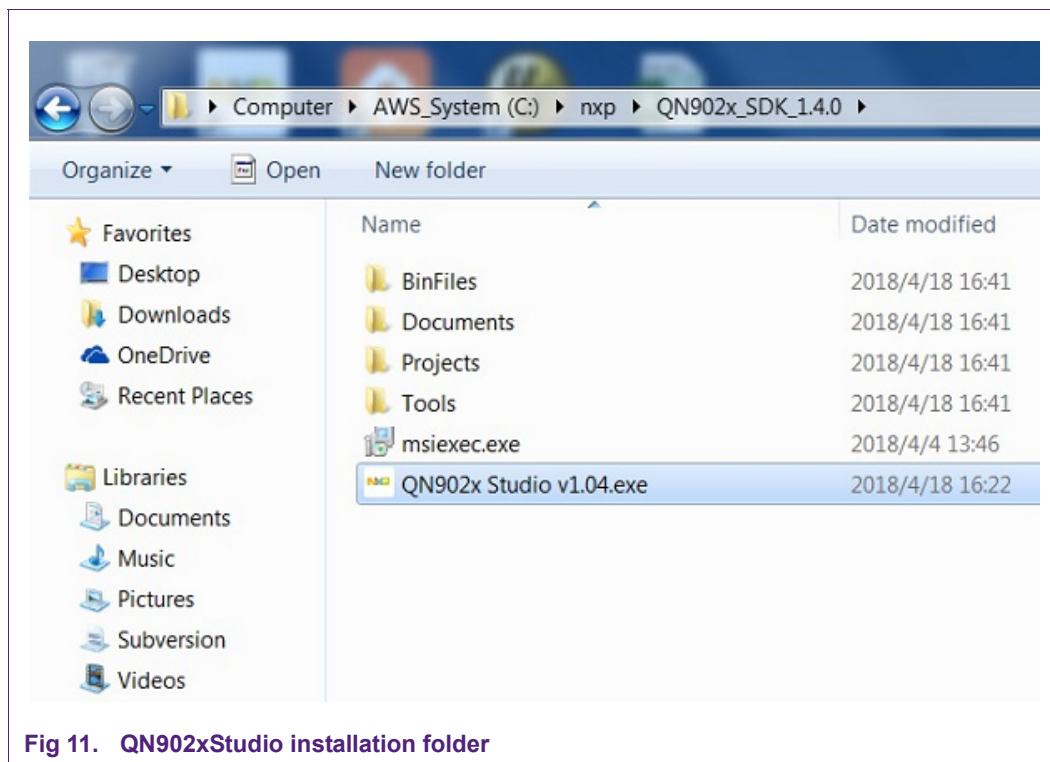 Computer AWS_System (C:) nxp QN902x_SDK_1.4.0
Organize Open New folder
Favorites
Desktop
Downloads
OneDrive
Recent Places
Libraries
Documents
Music
Pictures
Subversion
Videos
Name Date modified
BinFiles 2018/4/18 16:41
Documents 2018/4/18 16:41
Projects 2018/4/18 16:41
Tools 2018/4/18 16:41
msiexec.exe 2018/4/4 13:46
QN902x Studio v1.04.exe 2018/4/18 16:22
Fig 11. QN902xStudio installation folder